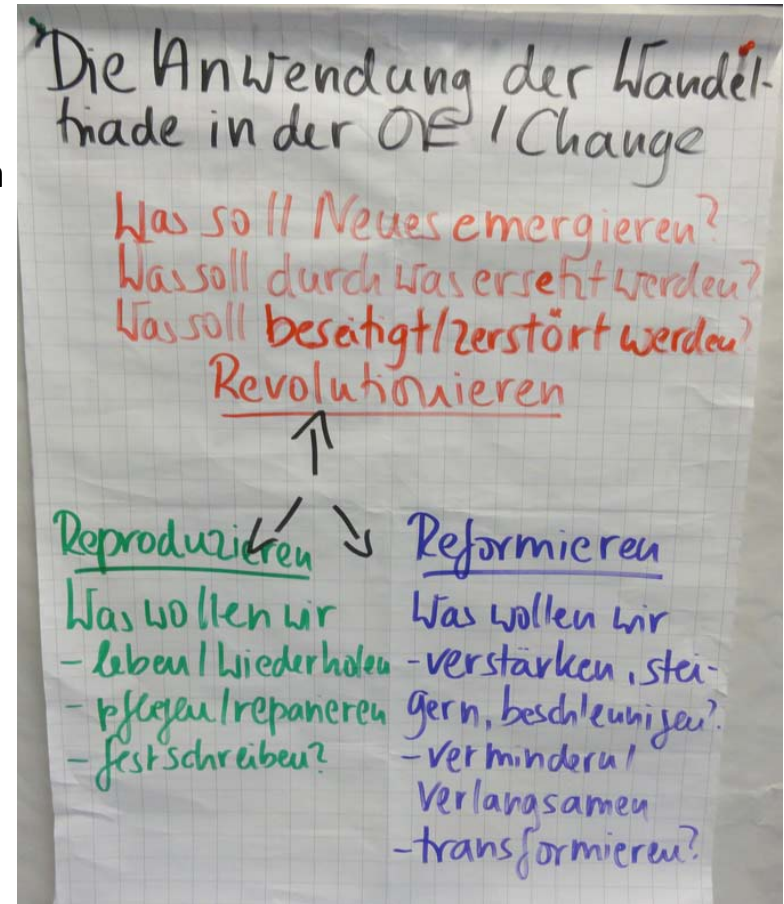 Die Anwendung der Wandel-
triade in der OE / Change
n
Was soll Neues emergieren?
Was soll durch was ersetzt werden?
Was soll beseitigt/zerstört werden?
Revolutionieren
Reproduzieren
Was wollen wir
- leben / wiederholen
- pflegen / reparieren
- festschreiben?
Reformieren
Was wollen wir
- verstärken, stei-
gern, beschleunigen?
- vermindern /
verlangsamen
- transformieren?